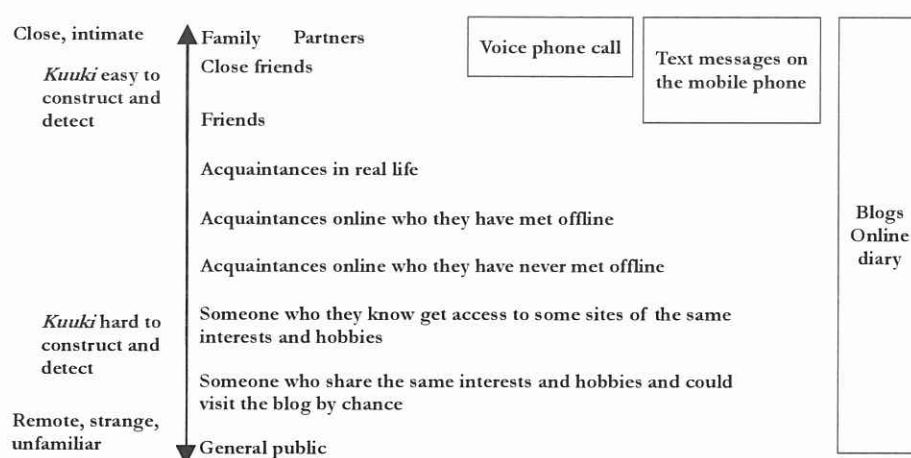 Close, intimate
Kuuki easy to
construct and
detect
Kuuki hard to
construct and
detect
Remote, strange,
unfamiliar
Family Partners
Close friends
Friends
Acquaintances in real life
Acquaintances online who they have met offline
Acquaintances online who they have never met offline
Someone who they know get access to some sites of the same
interests and hobbies
Someone who share the same interests and hobbies and could
visit the blog by chance
General public
Voice phone call
Text messages on
the mobile phone
Blogs
Online
diary